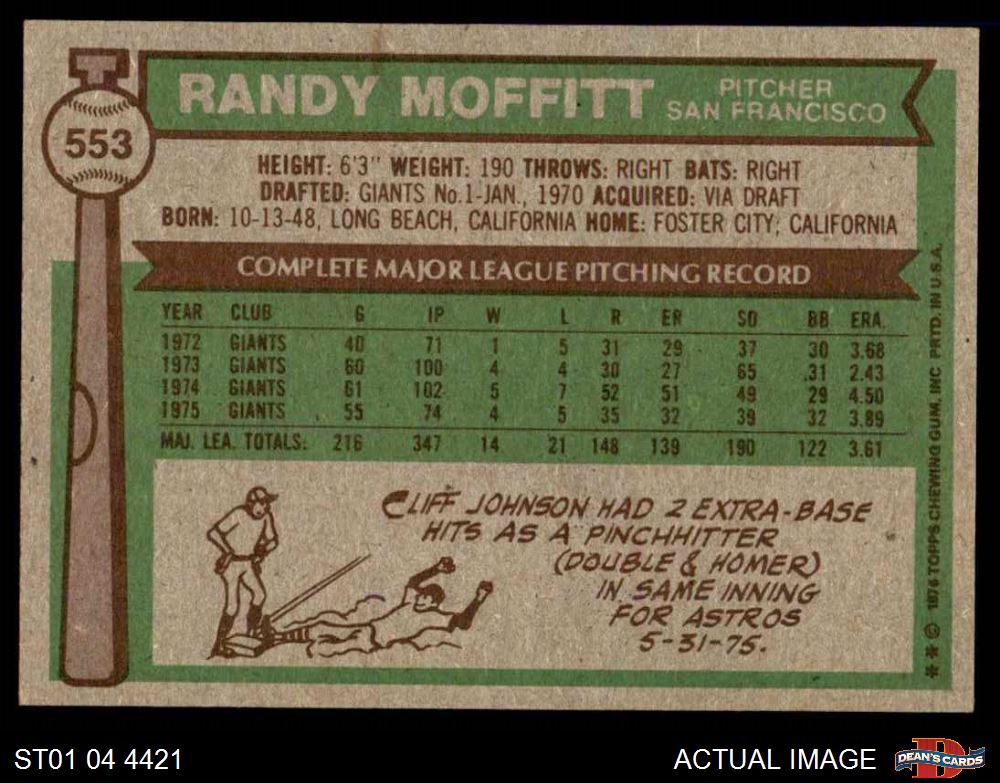 RANDY MOFFITT
PITCHER
SAN FRANCISCO
553
HEIGHT: 6'3" WEIGHT: 190 THROWS: RIGHT BATS: RIGHT
DRAFTED: GIANTS No.1-JAN., 1970 ACQUIRED: VIA DRAFT
BORN: 10-13-48, LONG BEACH, CALIFORNIA HOME: FOSTER CITY, CALIFORNIA
COMPLETE MAJOR LEAGUE PITCHING RECORD
YEAR CLUB G IP W L R ER SO BB ERA.
1972 GIANTS 40 71 1 5 31 29 37 30 3.68
1973 GIANTS 60 100 4 4 30 27 65 31 2.43
1974 GIANTS 61 102 5 7 52 51 49 29 4.50
1975 GIANTS 55 74 4 5 35 32 39 32 3.89
MAJ. LEA. TOTALS: 216 347 14 21 148 139 190 122 3.61
CLIFF JOHNSON HAD 2 EXTRA-BASE
HITS AS A PINCHHITTER
(DOUBLE & HOMER)
IN SAME INNING
FOR ASTROS
5-31-75.
** © 1976 TOPPS CHEWING GUM, INC PRTD. IN U.S.A.
ST01 04 4421
ACTUAL IMAGE
D
DEAN'S CARDS